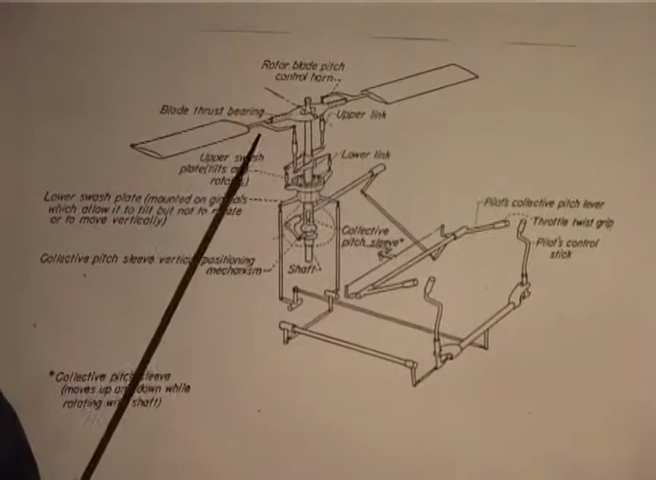 Rotor blade pitch
control horn
Blade thrust bearing
Upper link
Upper swash
plate (tilts and
rotates)
Lower link
Lower swash plate (mounted on gimbals
which allow it to tilt but not to rotate
or to move vertically)
Pilot's collective pitch lever
Throttle twist grip
Pilot's control
stick
Collective
pitch sleeve*
Collective pitch sleeve vertical positioning
mechanism
Shaft
*Collective pitch sleeve
(moves up and down while
rotating with shaft)